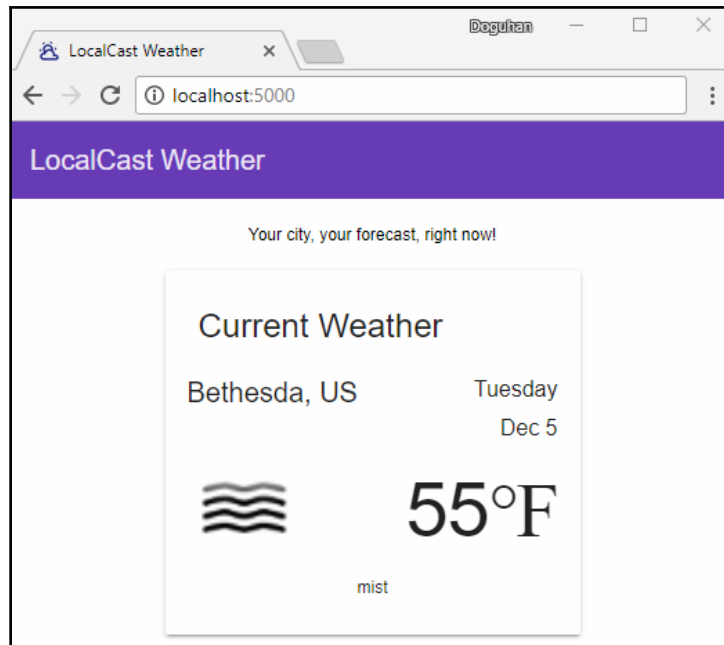 Doguhan
LocalCast Weather
localhost:5000
LocalCast Weather
Your city, your forecast, right now!
Current Weather
Bethesda, US
Tuesday
Dec 5
55°F
mist